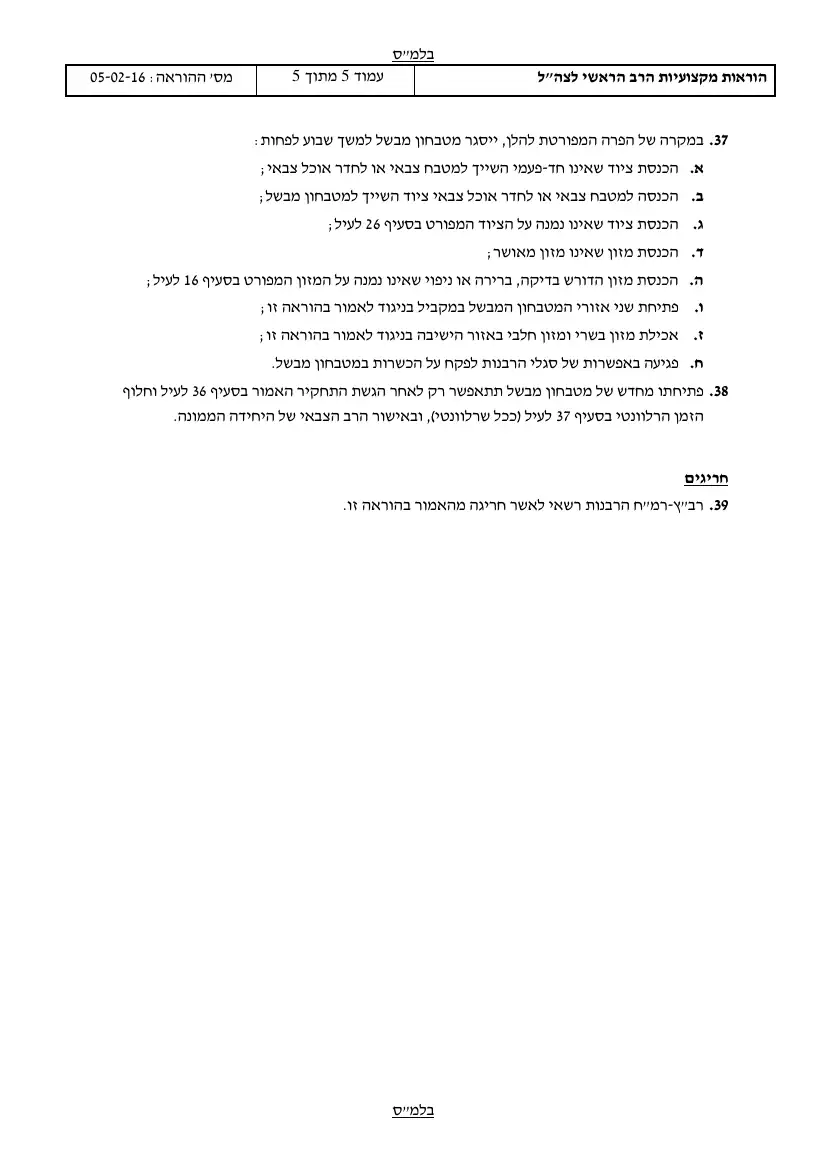 בלמ״ס
הוראות מקצועיות הרב הראשי לצה״ל עמוד 5 מתוך 5 מס׳ ההוראה: 05-02-16
37. במקרה של הפרה המפורטת להלן, ייסגר מטבחון מבשל למשך שבוע לפחות:
א. הכנסת ציוד שאינו חד-פעמי השייך למטבח צבאי או לחדר אוכל צבאי;
ב. הכנסה למטבח צבאי או לחדר אוכל צבאי ציוד השייך למטבחון מבשל;
ג. הכנסת ציוד שאינו נמנה על הציוד המפורט בסעיף 26 לעיל;
ד. הכנסת מזון שאינו מזון מאושר;
ה. הכנסת מזון הדורש בדיקה, ברירה או ניפוי שאינו נמנה על המזון המפורט בסעיף 16 לעיל;
ו. פתיחת שני אזורי המטבחון המבשל במקביל בניגוד לאמור בהוראה זו;
ז. אכילת מזון בשרי ומזון חלבי באזור הישיבה בניגוד לאמור בהוראה זו;
ח. פגיעה באפשרות של סגלי הרבנות לפקח על הכשרות במטבחון מבשל.
38. פתיחתו מחדש של מטבחון מבשל תתאפשר רק לאחר הגשת התחקיר האמור בסעיף 36 לעיל וחלוף
הזמן הרלוונטי בסעיף 37 לעיל (ככל שרלוונטי), ובאישור הרב הצבאי של היחידה הממונה.
חריגים
39. רב״ץ-רמ״ח הרבנות רשאי לאשר חריגה מהאמור בהוראה זו.
בלמ״ס